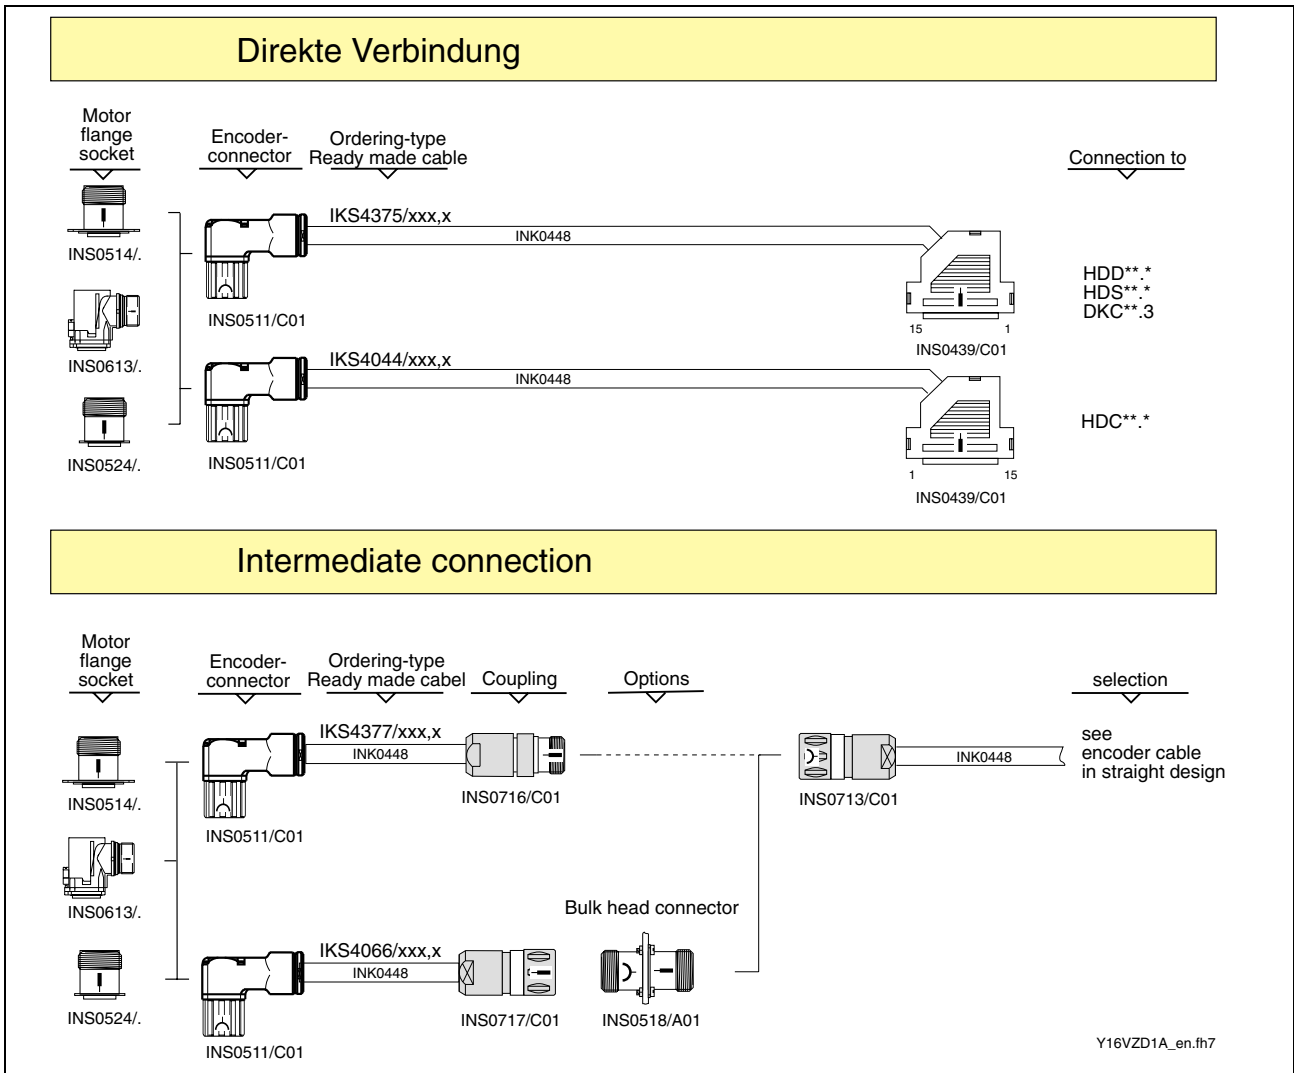 Direkte Verbindung
Motor
flange
socket
Encoder-
connector
Ordering-type
Ready made cable
Connection to
INS0514/.
INS0613/.
INS0524/.
IKS4375/xxx,x
INK0448
INS0511/C01
15 1
INS0439/C01
HDD**.*
HDS**.*
DKC**.3
IKS4044/xxx,x
INK0448
INS0511/C01
1 15
INS0439/C01
HDC**.*
Intermediate connection
Motor
flange
socket
Encoder-
connector
Ordering-type
Ready made cabel
Coupling
Options
selection
INS0514/.
INS0613/.
INS0524/.
IKS4377/xxx,x
INK0448
INS0511/C01
INS0716/C01
INS0713/C01
INK0448
see
encoder cable
in straight design
Bulk head connector
IKS4066/xxx,x
INK0448
INS0511/C01
INS0717/C01
INS0518/A01
Y16VZD1A_en.fh7